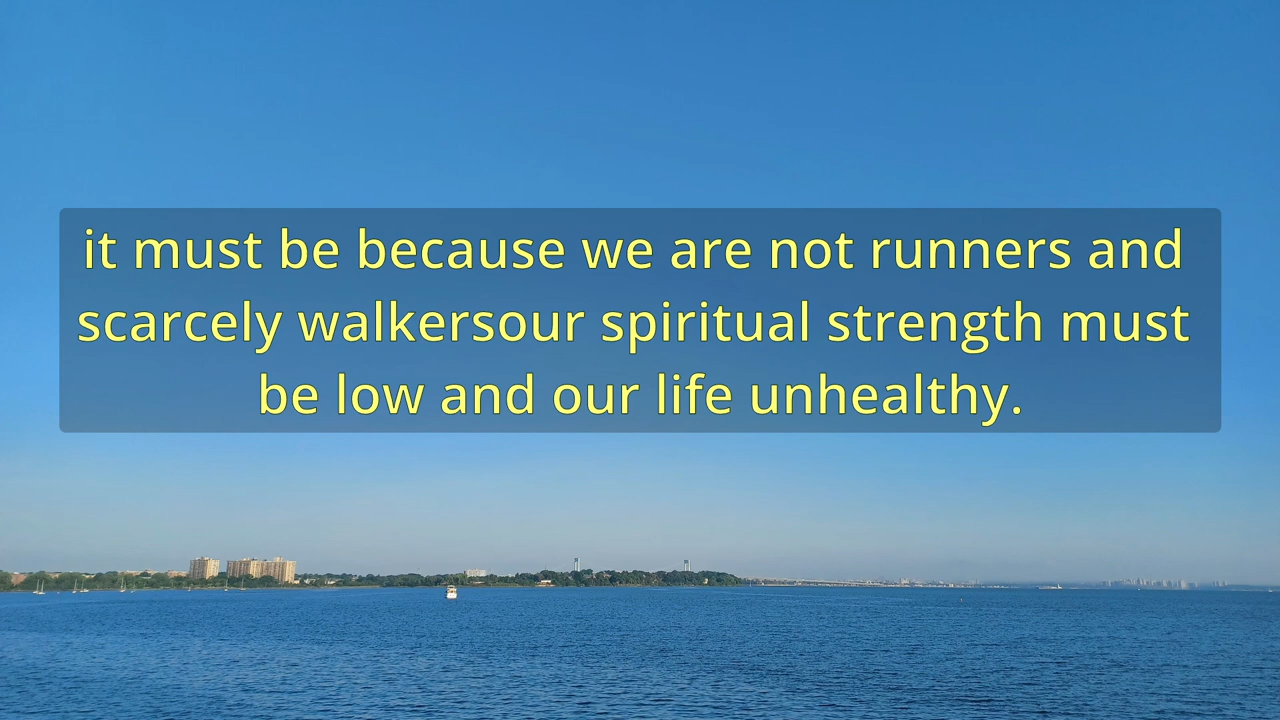 it must be because we are not runners and
scarcely walkersour spiritual strength must
be low and our life unhealthy.